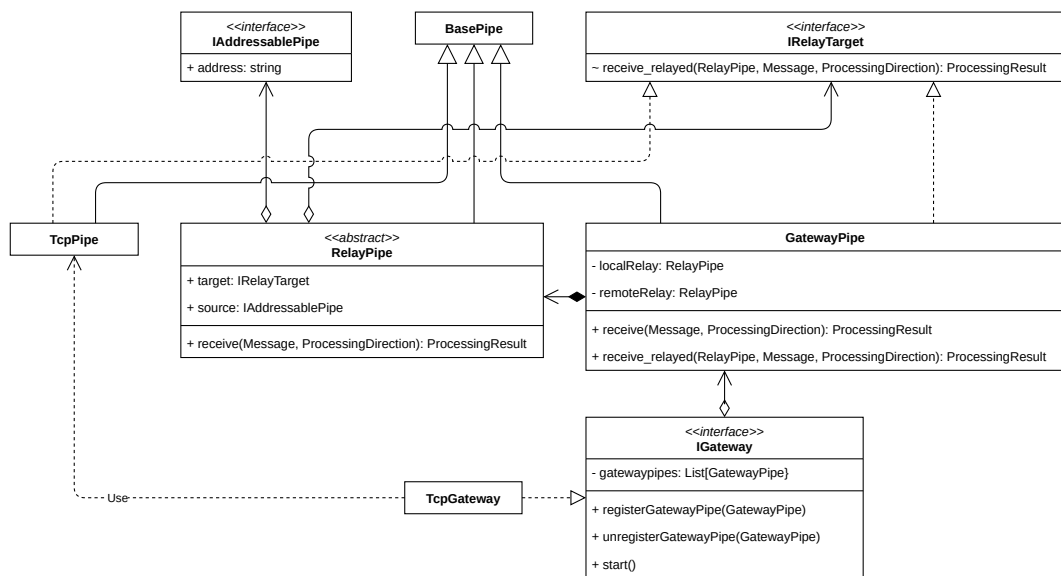 <<interface>>
IAddressablePipe
+ address: string
BasePipe
<<interface>>
IRelayTarget
~ receive_relayed(RelayPipe, Message, ProcessingDirection): ProcessingResult
TcpPipe
<<abstract>>
RelayPipe
+ target: IRelayTarget
+ source: IAddressablePipe
+ receive(Message, ProcessingDirection): ProcessingResult
GatewayPipe
- localRelay: RelayPipe
- remoteRelay: RelayPipe
+ receive(Message, ProcessingDirection): ProcessingResult
+ receive_relayed(RelayPipe, Message, ProcessingDirection): ProcessingResult
<<interface>>
IGateway
- gatewaypipes: List[GatewayPipe}
+ registerGatewayPipe(GatewayPipe)
+ unregisterGatewayPipe(GatewayPipe)
+ start()
Use
TcpGateway